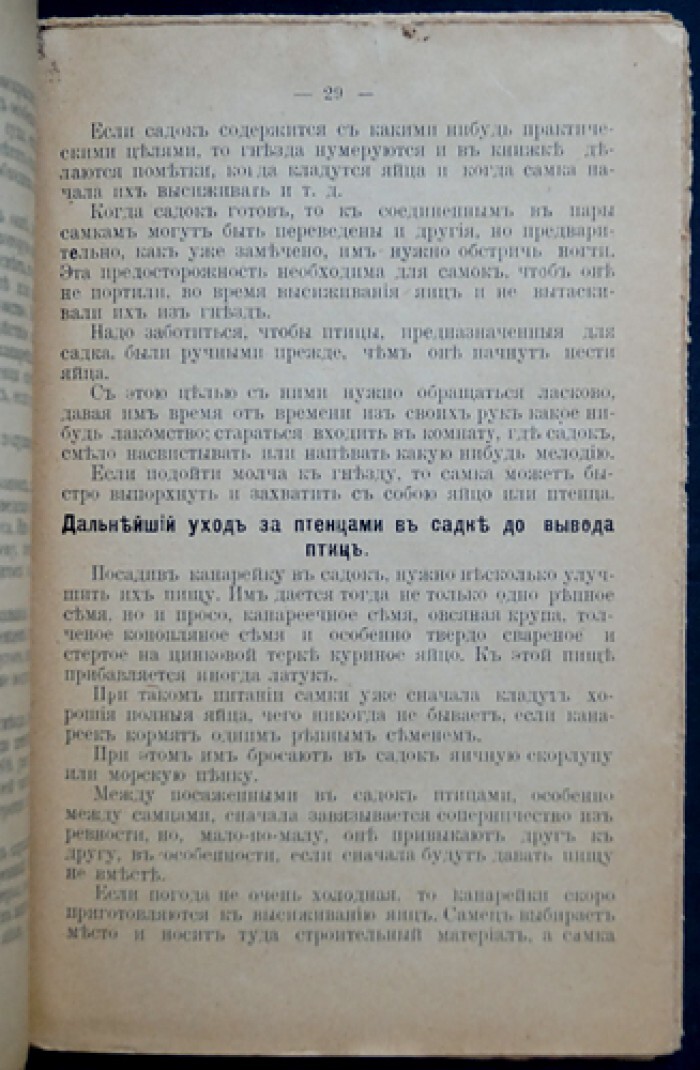 — 29 —
Если садокъ содержится съ какими нибудь практиче-
скими цѣлями, то гнѣзда нумеруются и въ книжкѣ дѣ-
лаются помѣтки, когда кладутся яйца и когда самка на-
чала ихъ высиживать и т. д.
Когда садокъ готовъ, то къ соединеннымъ въ пары
самкамъ могутъ быть переведены и другія, но предвари-
тельно, какъ уже замѣчено, имъ нужно обстричь ногти.
Эта предосторожность необходима для самокъ, чтобъ онѣ
не портили, во время высиживанія яицъ и не вытаски-
вали ихъ изъ гнѣздъ.
Надо заботиться, чтобы птицы, предназначенныя для
садка, были ручными прежде, чѣмъ онѣ начнутъ нести
яйца.
Съ этою цѣлью съ ними нужно обращаться ласково,
давая имъ время отъ времени изъ своихъ рукъ какое ни-
будь лакомство; стараться входить въ комнату, гдѣ садокъ,
смѣло насвистывать или напѣвать какую нибудь мелодію.
Если подойти молча къ гнѣзду, то самка можетъ бы-
стро выпорхнуть и захватить съ собою яйцо или птенца.
Дальнѣйшій уходъ за птенцами въ садкѣ до вывода
птицъ.
Посадивъ канарейку въ садокъ, нужно нѣсколько улуч-
шить ихъ пищу. Имъ дается тогда не только одно рѣпное
сѣмя, но и просо, канареечное сѣмя, овсяная крупа, тол-
ченое конопляное сѣмя и особенно твердо свареное и
стертое на цинковой теркѣ куриное яйцо. Къ этой пищѣ
прибавляется иногда латукъ.
При такомъ питаніи самки уже сначала кладутъ хо-
рошія полныя яйца, чего никогда не бываетъ, если кана-
реекъ кормятъ однимъ рѣпнымъ сѣменемъ.
При этомъ имъ бросаютъ въ садокъ яичную скорлупу
или морскую пѣнку.
Между посаженными въ садокъ птицами, особенно
между самцами, сначала завязывается соперничество изъ
ревности, но, мало-по-малу, онѣ привыкаютъ другъ къ
другу, въ особенности, если сначала будутъ давать пищу
не вмѣстѣ.
Если погода не очень холодная, то канарейки скоро
приготовляются къ высиживанію яицъ. Самецъ выбираетъ
мѣсто и носитъ туда строительный матеріалъ, а самка